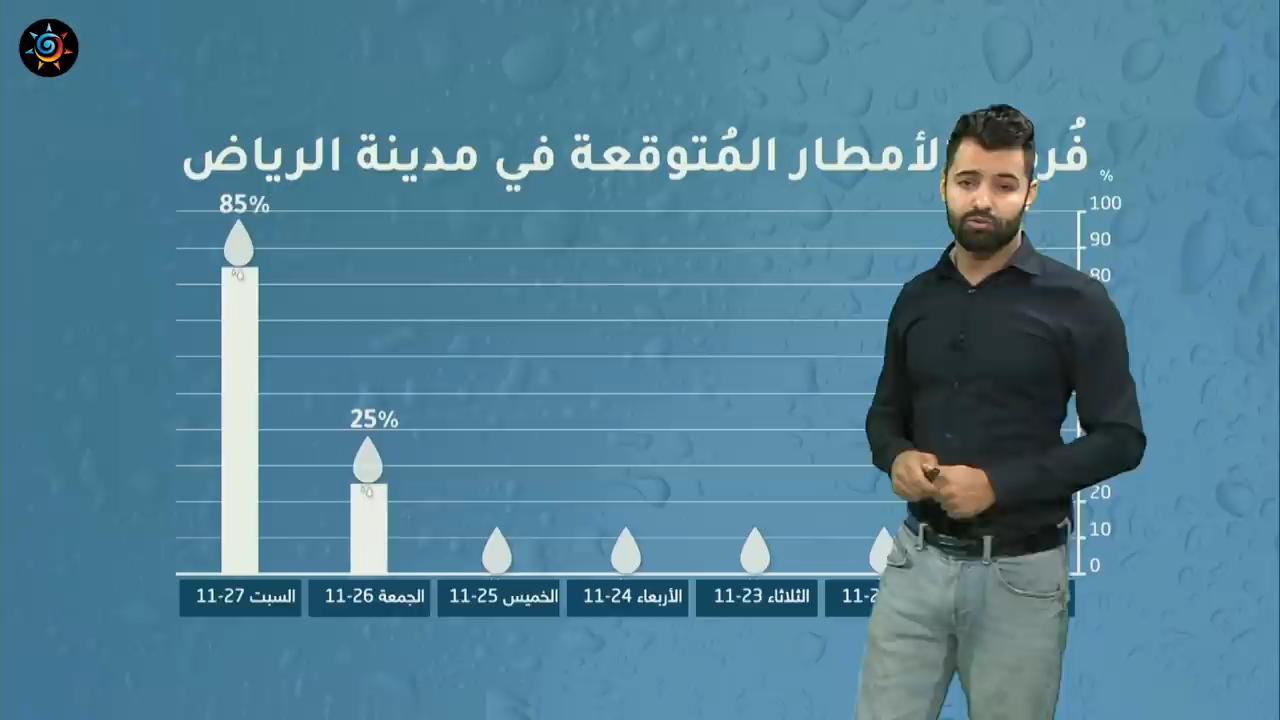 الأمطار المُتوقعة في مدينة الرياض
%
100
90
80
20
10
0
85%
25%
الثلاثاء 23-11
الأربعاء 24-11
الخميس 25-11
الجمعة 26-11
السبت 27-11